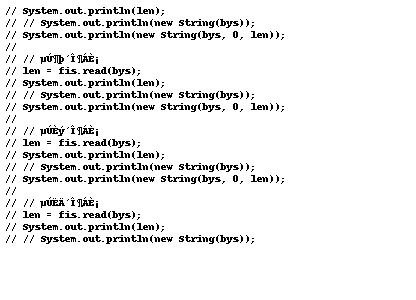 // System.out.println(len);
// // System.out.println(new String(bys));
// System.out.println(new String(bys, 0, len));
//
// // µÚ¶þ´Î¶ÁÈ¡
// len = fis.read(bys);
// System.out.println(len);
// // System.out.println(new String(bys));
// System.out.println(new String(bys, 0, len));
//
// // µÚÈý´Î¶ÁÈ¡
// len = fis.read(bys);
// System.out.println(len);
// // System.out.println(new String(bys));
// System.out.println(new String(bys, 0, len));
//
// // µÚËÄ´Î¶ÁÈ¡
// len = fis.read(bys);
// System.out.println(len);
// // System.out.println(new String(bys));